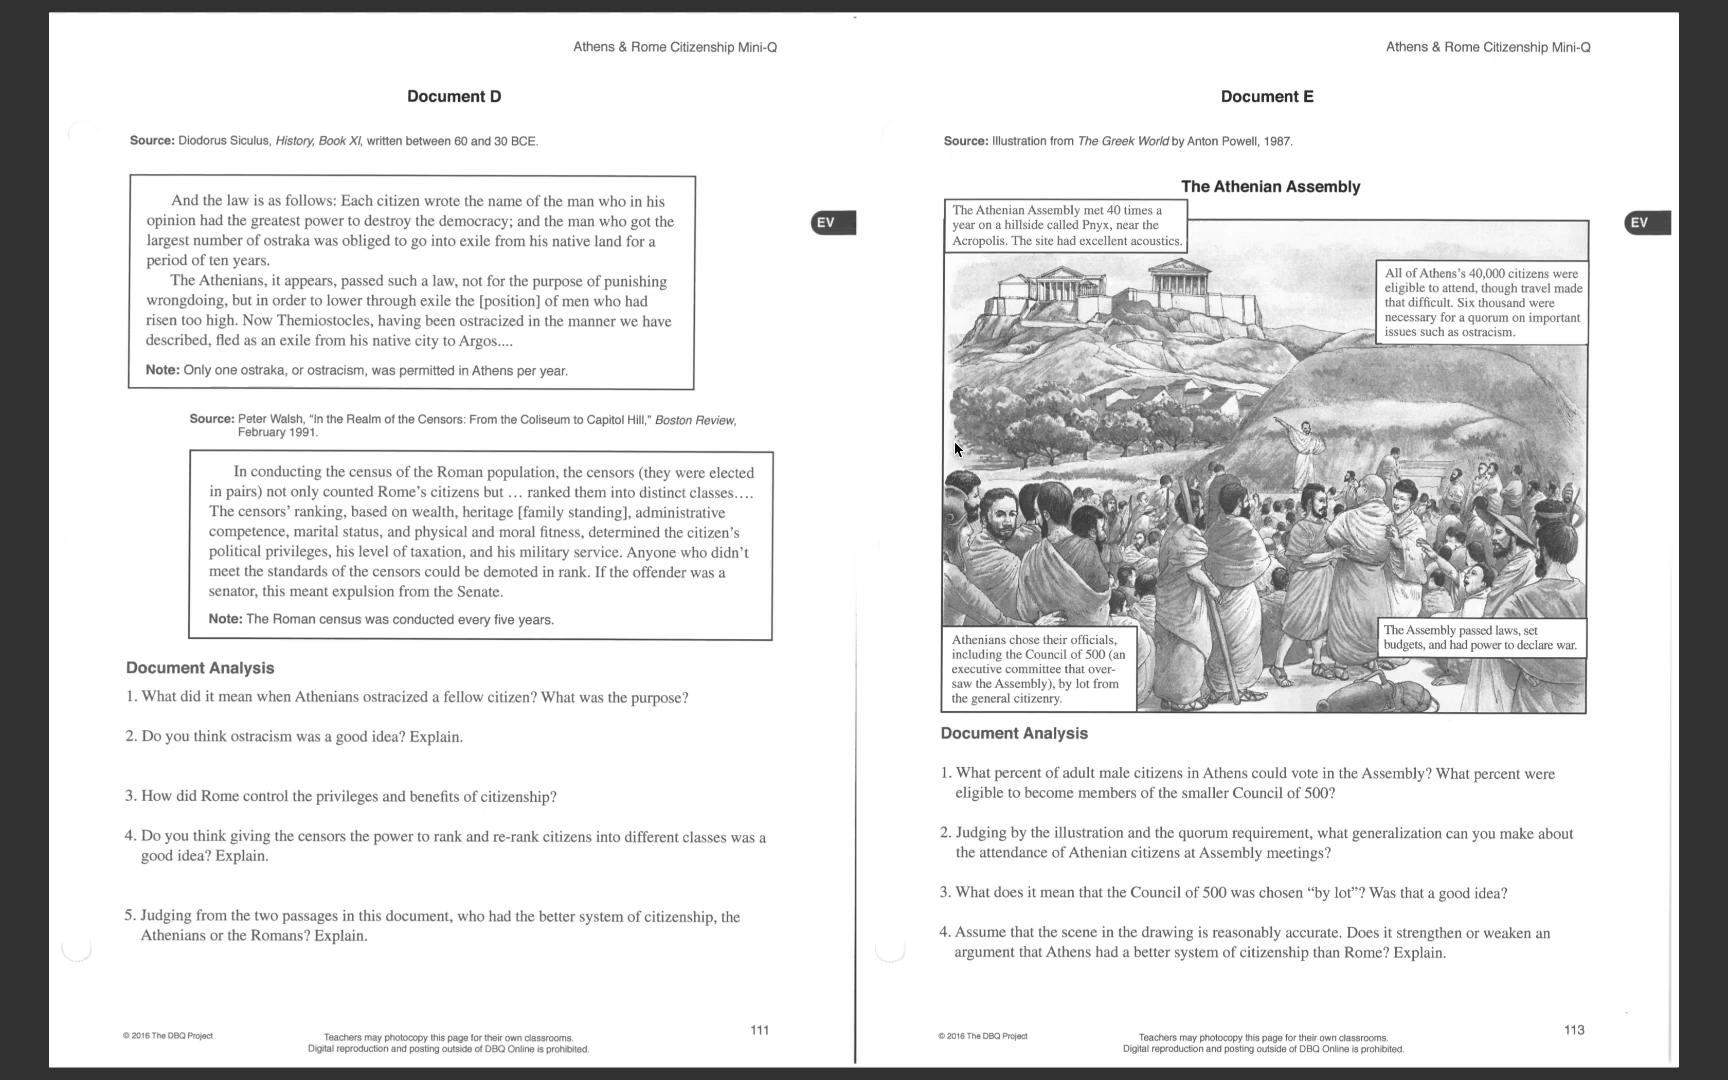 Athens & Rome Citizenship Mini-Q
Document D
Source: Diodorus Siculus, History, Book XI, written between 60 and 30 BCE.
And the law is as follows: Each citizen wrote the name of the man who in his
opinion had the greatest power to destroy the democracy; and the man who got the
largest number of ostraka was obliged to go into exile from his native land for a
period of ten years.
The Athenians, it appears, passed such a law, not for the purpose of punishing
wrongdoing, but in order to lower through exile the [position] of men who had
risen too high. Now Themiostocles, having been ostracized in the manner we have
described, fled as an exile from his native city to Argos....
Note: Only one ostraka, or ostracism, was permitted in Athens per year.
EV
Source: Peter Walsh, "In the Realm of the Censors: From the Coliseum to Capitol Hill," Boston Review,
February 1991.
In conducting the census of the Roman population, the censors (they were elected
in pairs) not only counted Rome's citizens but ... ranked them into distinct classes....
The censors' ranking, based on wealth, heritage [family standing], administrative
competence, marital status, and physical and moral fitness, determined the citizen's
political privileges, his level of taxation, and his military service. Anyone who didn't
meet the standards of the censors could be demoted in rank. If the offender was a
senator, this meant expulsion from the Senate.
Note: The Roman census was conducted every five years.
Document Analysis
1. What did it mean when Athenians ostracized a fellow citizen? What was the purpose?
2. Do you think ostracism was a good idea? Explain.
3. How did Rome control the privileges and benefits of citizenship?
4. Do you think giving the censors the power to rank and re-rank citizens into different classes was a
good idea? Explain.
5. Judging from the two passages in this document, who had the better system of citizenship, the
Athenians or the Romans? Explain.
© 2016 The DBQ Project
Teachers may photocopy this page for their own classrooms.
Digital reproduction and posting outside of DBQ Online is prohibited.
111
Athens & Rome Citizenship Mini-Q
Document E
Source: Illustration from The Greek World by Anton Powell, 1987.
The Athenian Assembly
The Athenian Assembly met 40 times a
year on a hillside called Pnyx, near the
Acropolis. The site had excellent acoustics.
EV
All of Athens's 40,000 citizens were
eligible to attend, though travel made
that difficult. Six thousand were
necessary for a quorum on important
issues such as ostracism.
Athenians chose their officials,
including the Council of 500 (an
executive committee that over-
saw the Assembly), by lot from
the general citizenry.
The Assembly passed laws, set
budgets, and had power to declare war.
Document Analysis
1. What percent of adult male citizens in Athens could vote in the Assembly? What percent were
eligible to become members of the smaller Council of 500?
2. Judging by the illustration and the quorum requirement, what generalization can you make about
the attendance of Athenian citizens at Assembly meetings?
3. What does it mean that the Council of 500 was chosen "by lot"? Was that a good idea?
4. Assume that the scene in the drawing is reasonably accurate. Does it strengthen or weaken an
argument that Athens had a better system of citizenship than Rome? Explain.
© 2016 The DBQ Project
Teachers may photocopy this page for their own classrooms.
Digital reproduction and posting outside of DBQ Online is prohibited.
113